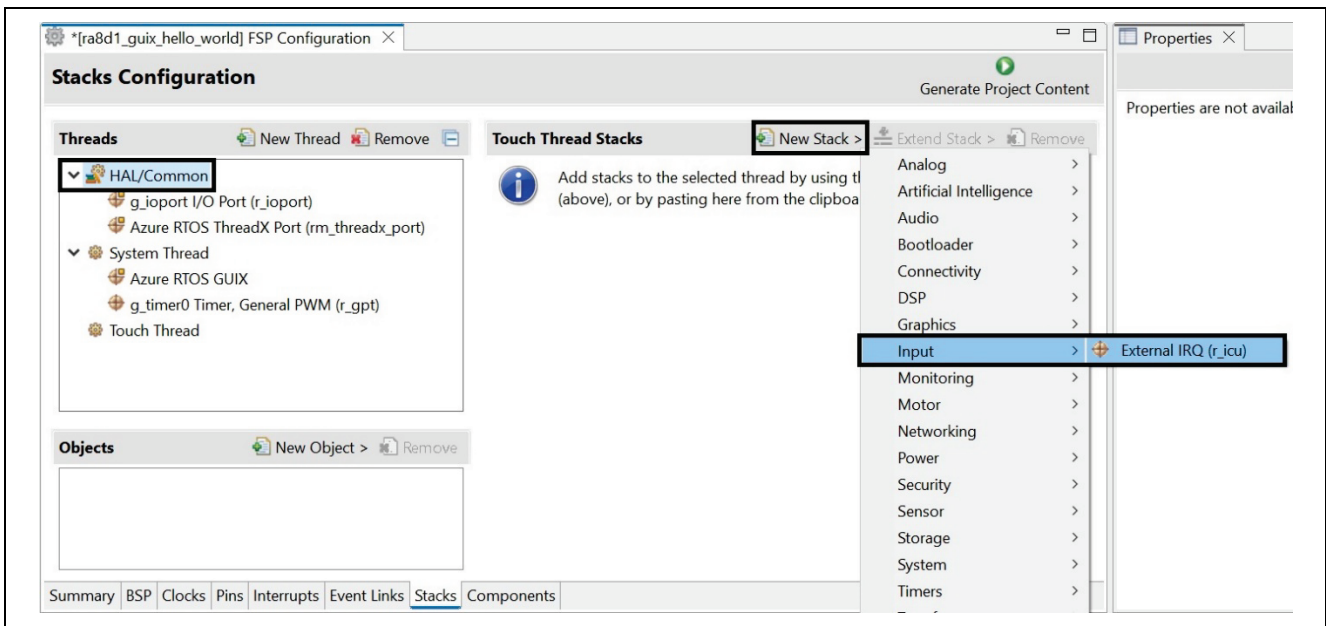 *[ra8d1_guix_hello_world] FSP Configuration
Properties
Stacks Configuration
Generate Project Content
Properties are not availal
Threads
New Thread
Remove
Touch Thread Stacks
New Stack >
Extend Stack >
Remove
HAL/Common
g_ioport I/O Port (r_ioport)
Azure RTOS ThreadX Port (rm_threadx_port)
System Thread
Azure RTOS GUIX
g_timer0 Timer, General PWM (r_gpt)
Touch Thread
Add stacks to the selected thread by using th
(above), or by pasting here from the clipboa
Analog >
Artificial Intelligence >
Audio >
Bootloader >
Connectivity >
DSP >
Graphics >
Input >
External IRQ (r_icu)
Monitoring >
Motor >
Networking >
Power >
Security >
Sensor >
Storage >
System >
Timers >
Objects
New Object >
Remove
Summary BSP Clocks Pins Interrupts Event Links Stacks Components